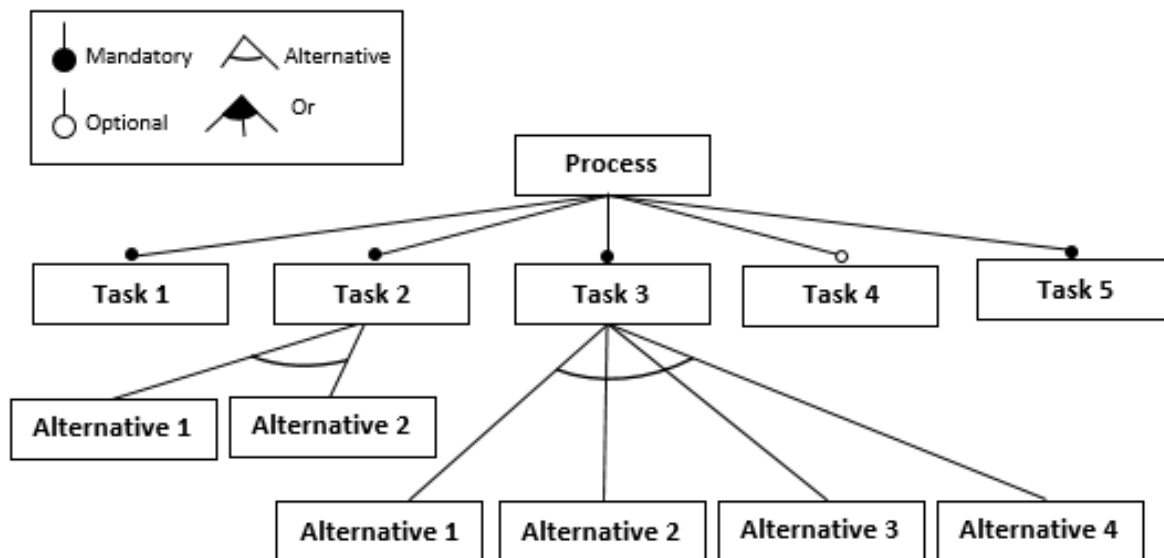 Mandatory
Alternative
Optional
Or
Process
Task 1
Task 2
Task 3
Task 4
Task 5
Alternative 1
Alternative 2
Alternative 1
Alternative 2
Alternative 3
Alternative 4